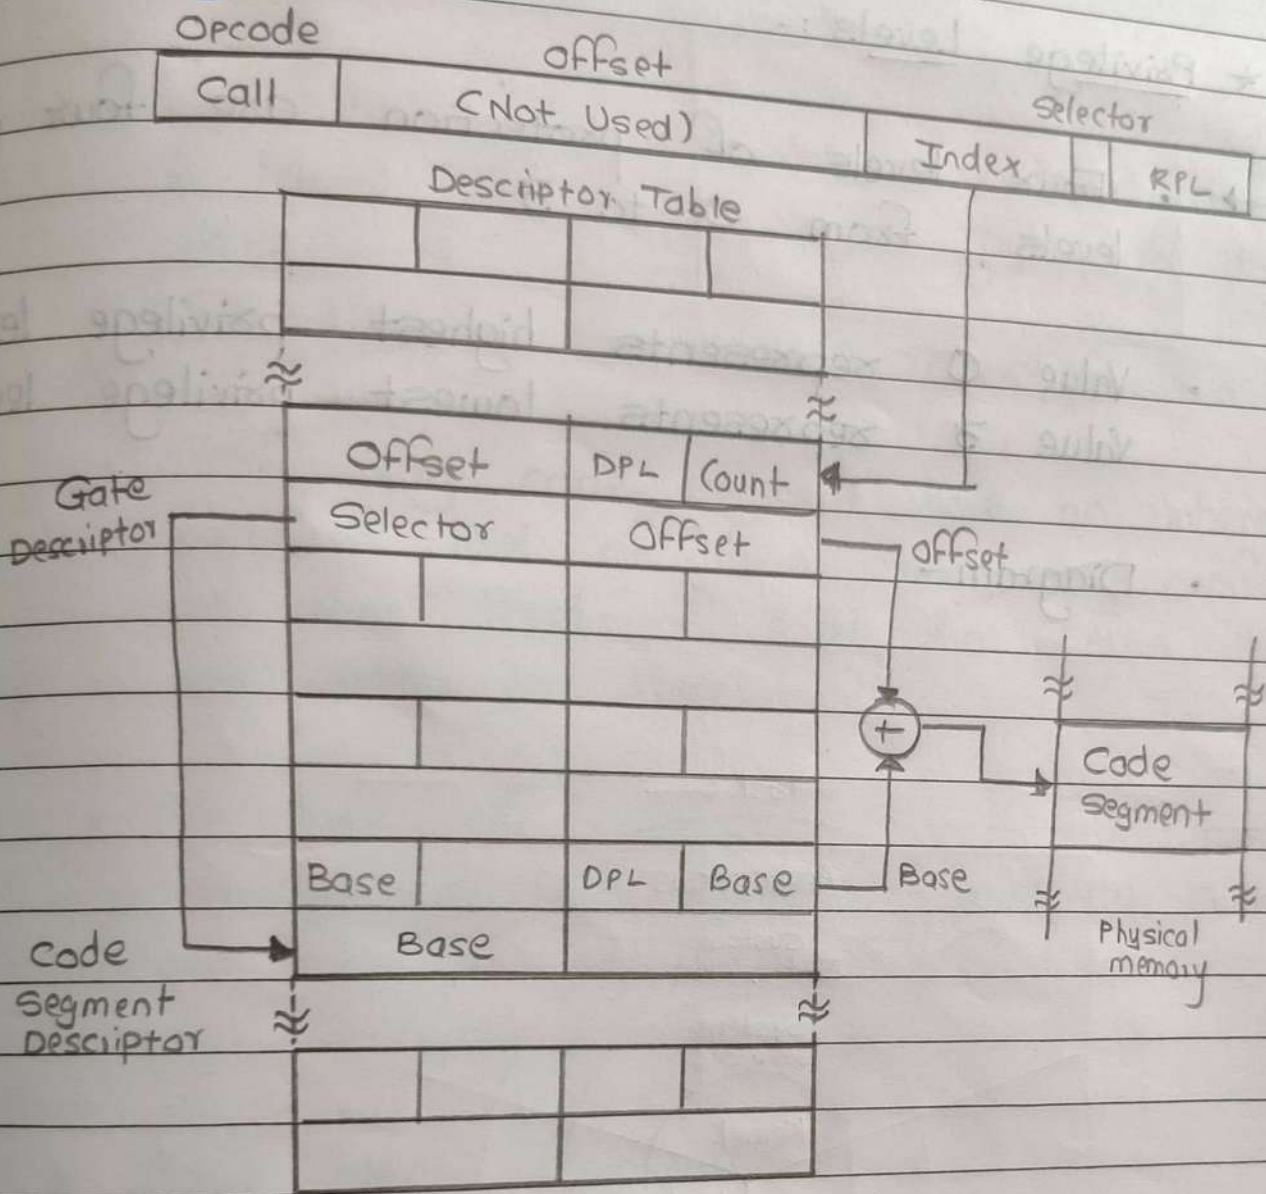 Opcode
Offset
Selector
Call
(Not Used)
Index
RPL
Descriptor Table
Offset
DPL
Count
Gate
Descriptor
Selector
Offset
Offset
+
Code
Segment
Base
DPL
Base
Base
Code
Base
Physical
memory
Segment
Descriptor